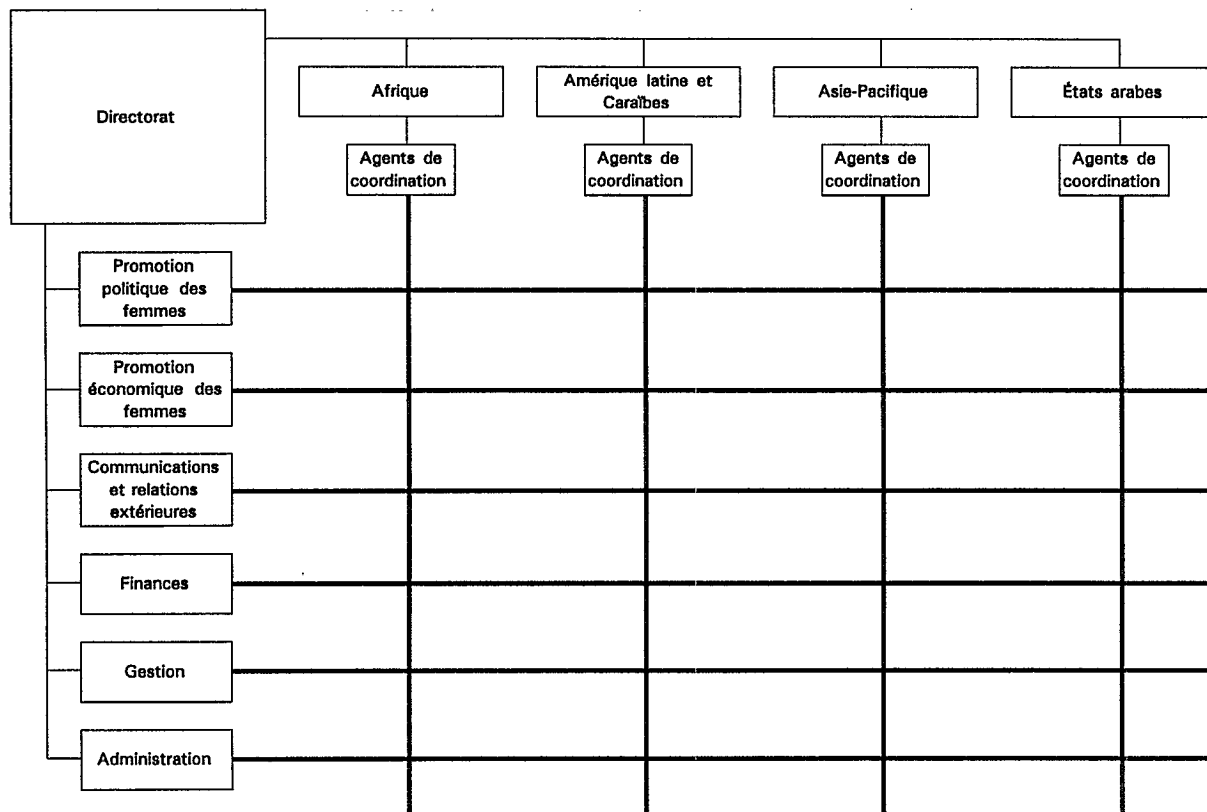 Directorat
Afrique
Amérique latine et
Caraïbes
Asie-Pacifique
États arabes
Agents de
coordination
Agents de
coordination
Agents de
coordination
Agents de
coordination
Promotion
politique des
femmes
Promotion
économique des
femmes
Communications
et relations
extérieures
Finances
Gestion
Administration